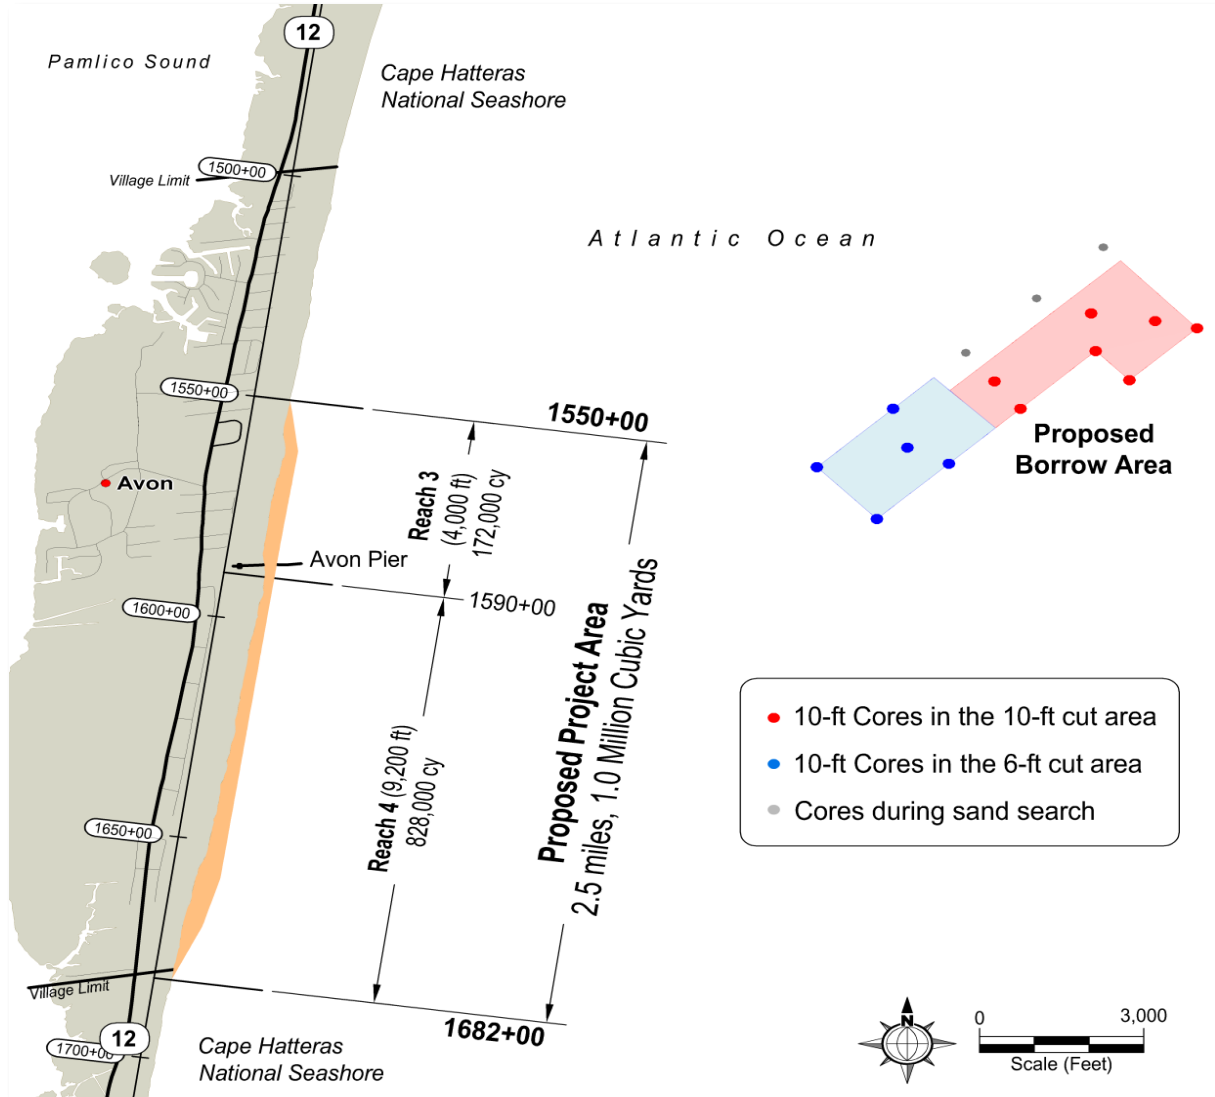 12
Pamlico Sound
Cape Hatteras
National Seashore
1500+00
Village Limit
Atlantic Ocean
1550+00
1550+00
Proposed
Borrow Area
Avon
Reach 3
(4,000 ft)
172,000 cy
Avon Pier
1590+00
1600+00
Proposed Project Area
2.5 miles, 1.0 Million Cubic Yards
Reach 4 (9,200 ft)
828,000 cy
10-ft Cores in the 10-ft cut area
10-ft Cores in the 6-ft cut area
Cores during sand search
1650+00
Village Limit
1682+00
12
1700+00
Cape Hatteras
National Seashore
N
0 3,000
Scale (Feet)